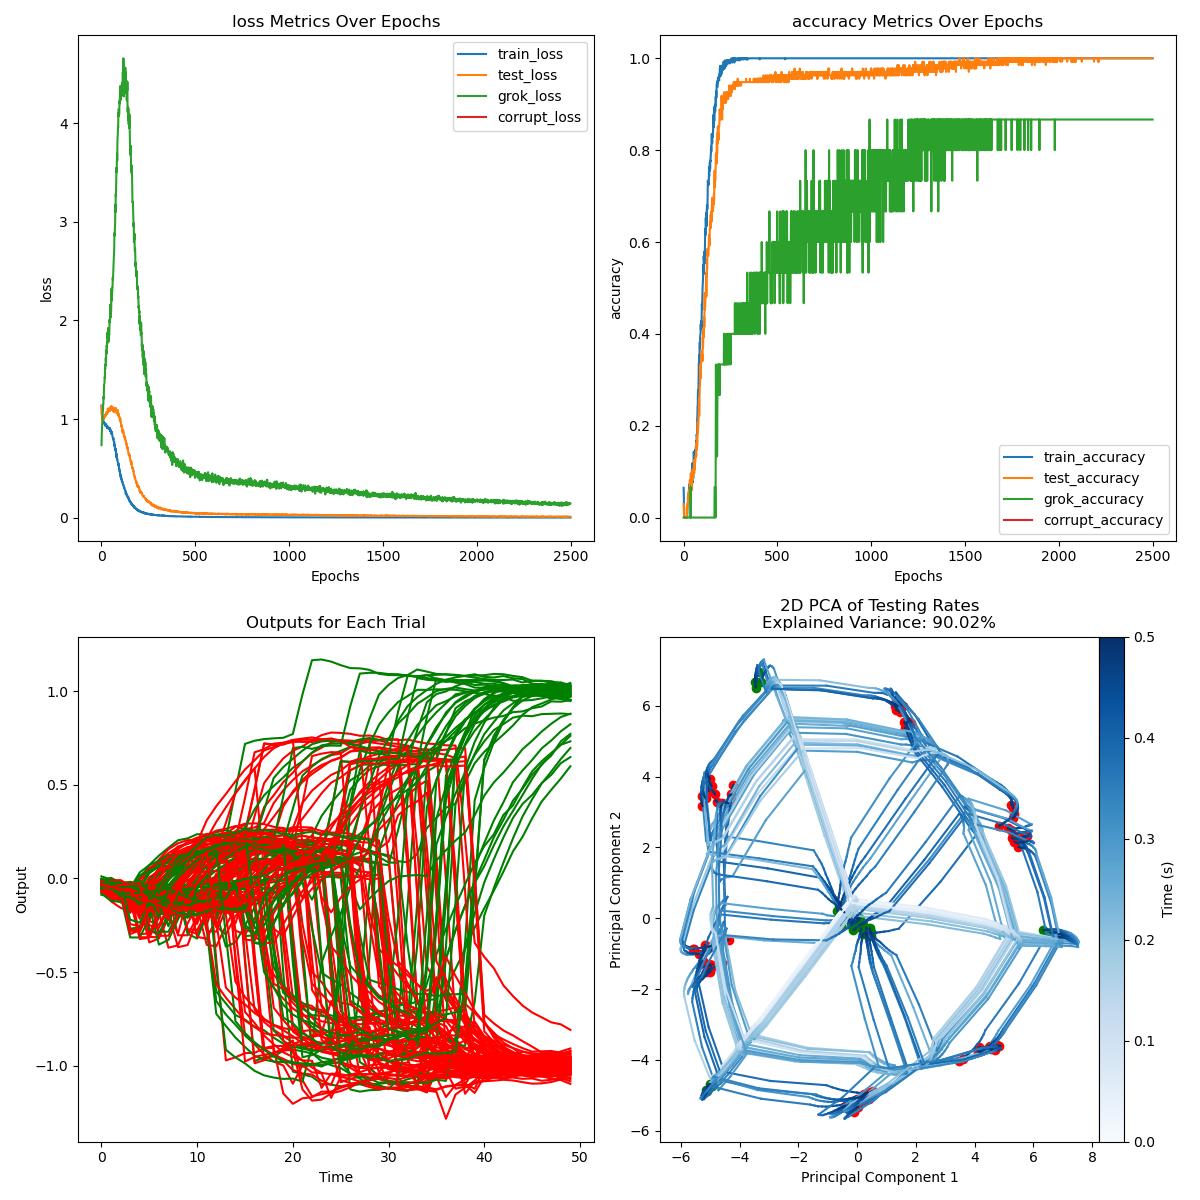 loss Metrics Over Epochs
4
3
2
1
0
loss
0 500 1000 1500 2000 2500
Epochs
train_loss
test_loss
grok_loss
corrupt_loss
accuracy Metrics Over Epochs
1.0
0.8
0.6
0.4
0.2
0.0
accuracy
0 500 1000 1500 2000 2500
Epochs
train_accuracy
test_accuracy
grok_accuracy
corrupt_accuracy
Outputs for Each Trial
1.0
0.5
0.0
−0.5
−1.0
Output
0 10 20 30 40 50
Time
2D PCA of Testing Rates
Explained Variance: 90.02%
6
4
2
0
−2
−4
−6
Principal Component 2
−6 −4 −2 0 2 4 6 8
Principal Component 1
0.5
0.4
0.3
0.2
0.1
0.0
Time (s)